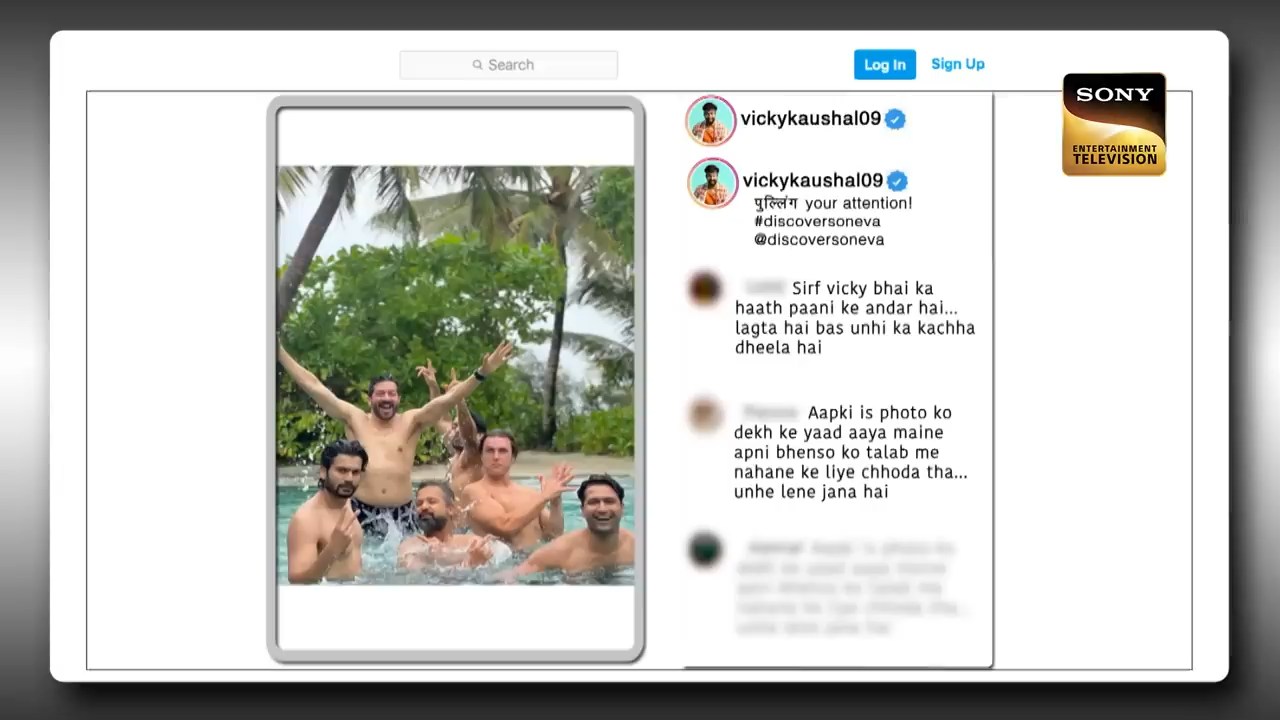 Search
Log In
Sign Up
SONY
ENTERTAINMENT
TELEVISION
vickykaushal09
vickykaushal09
पुल्लिंग your attention!
#discoversoneva
@discoversoneva
Sirf vicky bhai ka
haath paani ke andar hai...
lagta hai bas unhi ka kachha
dheela hai
Aapki is photo ko
dekh ke yaad aaya maine
apni bhenso ko talab me
nahane ke liye chhoda tha...
unhe lene jana hai